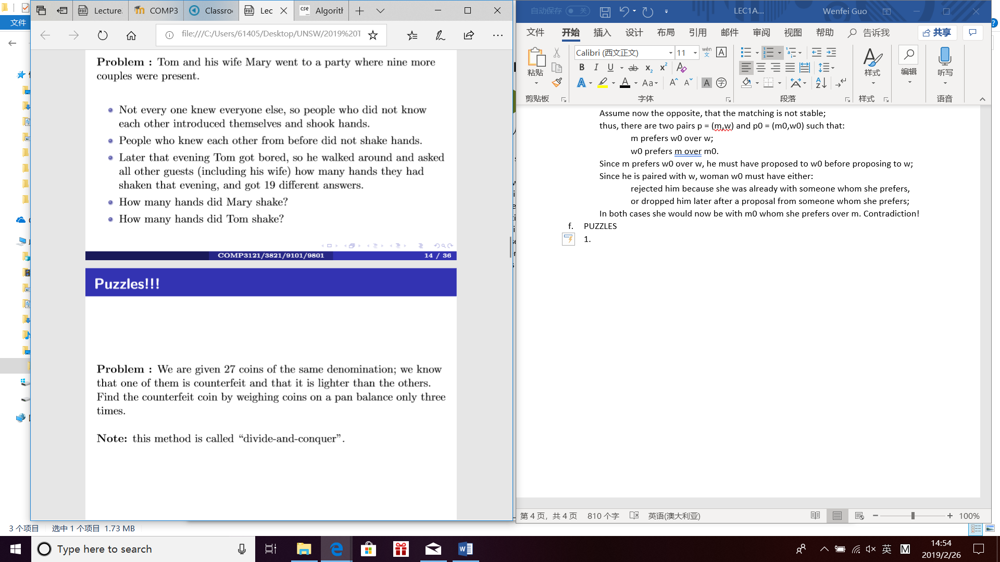 文件
Lecture
COMP3
Classro
Lec
Algorith
file:///C:/Users/61405/Desktop/UNSW/2019%20T
Problem : Tom and his wife Mary went to a party where nine more
couples were present.
Not every one knew everyone else, so people who did not know
each other introduced themselves and shook hands.
People who knew each other from before did not shake hands.
Later that evening Tom got bored, so he walked around and asked
all other guests (including his wife) how many hands they had
shaken that evening, and got 19 different answers.
How many hands did Mary shake?
How many hands did Tom shake?
COMP3121/3821/9101/9801 14 / 36
Puzzles!!!
Problem : We are given 27 coins of the same denomination; we know
that one of them is counterfeit and that it is lighter than the others.
Find the counterfeit coin by weighing coins on a pan balance only three
times.
Note: this method is called “divide-and-conquer”.
自动保存 关 LEC1A... Wenfei Guo
文件 开始 插入 设计 布局 引用 邮件 审阅 视图 帮助 告诉我 共享
粘贴
Calibri (西文正文) 11 wén 文 A
B I U ab x₂ x² A
A A Aa A A A 字
样式
编辑
听写
剪贴板 字体 段落 样式 语音
Assume now the opposite, that the matching is not stable;
thus, there are two pairs p = (m,w) and p0 = (m0,w0) such that:
m prefers w0 over w;
w0 prefers m over m0.
Since m prefers w0 over w, he must have proposed to w0 before proposing to w;
Since he is paired with w, woman w0 must have either:
rejected him because she was already with someone whom she prefers,
or dropped him later after a proposal from someone whom she prefers;
In both cases she would now be with m0 whom she prefers over m. Contradiction!
f. PUZZLES
1.
第 4 页，共 4 页 810 个字 英语(澳大利亚) 100%
3 个项目 选中 1 个项目 1.73 MB
Type here to search
英 M
14:54
2019/2/26